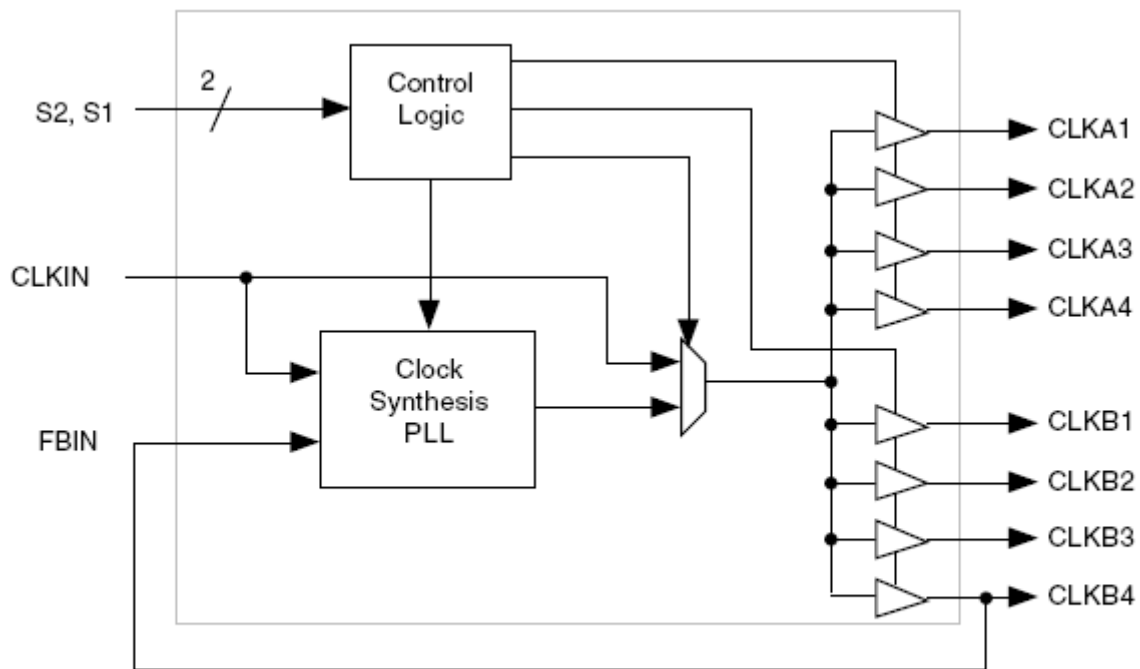 2
S2, S1
Control
Logic
CLKIN
FBIN
Clock
Synthesis
PLL
CLKA1
CLKA2
CLKA3
CLKA4
CLKB1
CLKB2
CLKB3
CLKB4